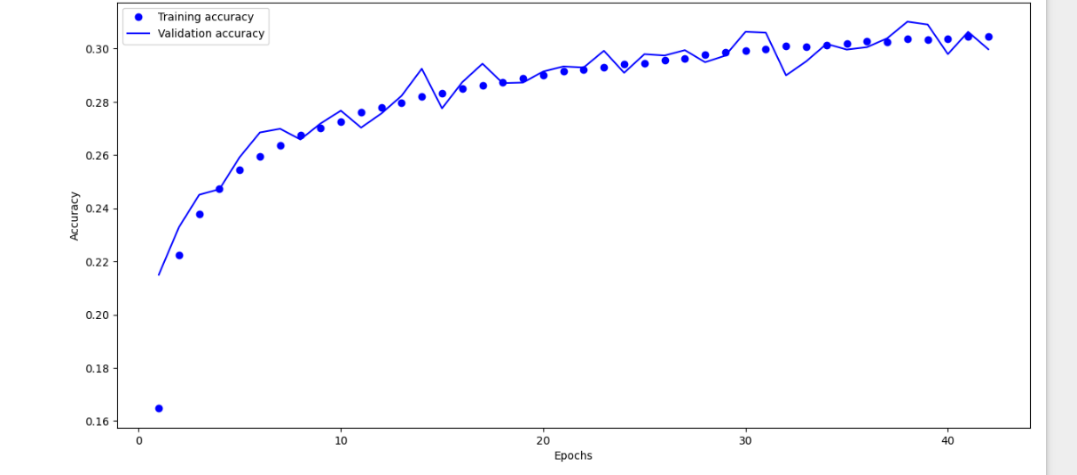 Training accuracy
Validation accuracy
0.30
0.28
0.26
0.24
0.22
0.20
0.18
0.16
Accuracy
0 10 20 30 40
Epochs